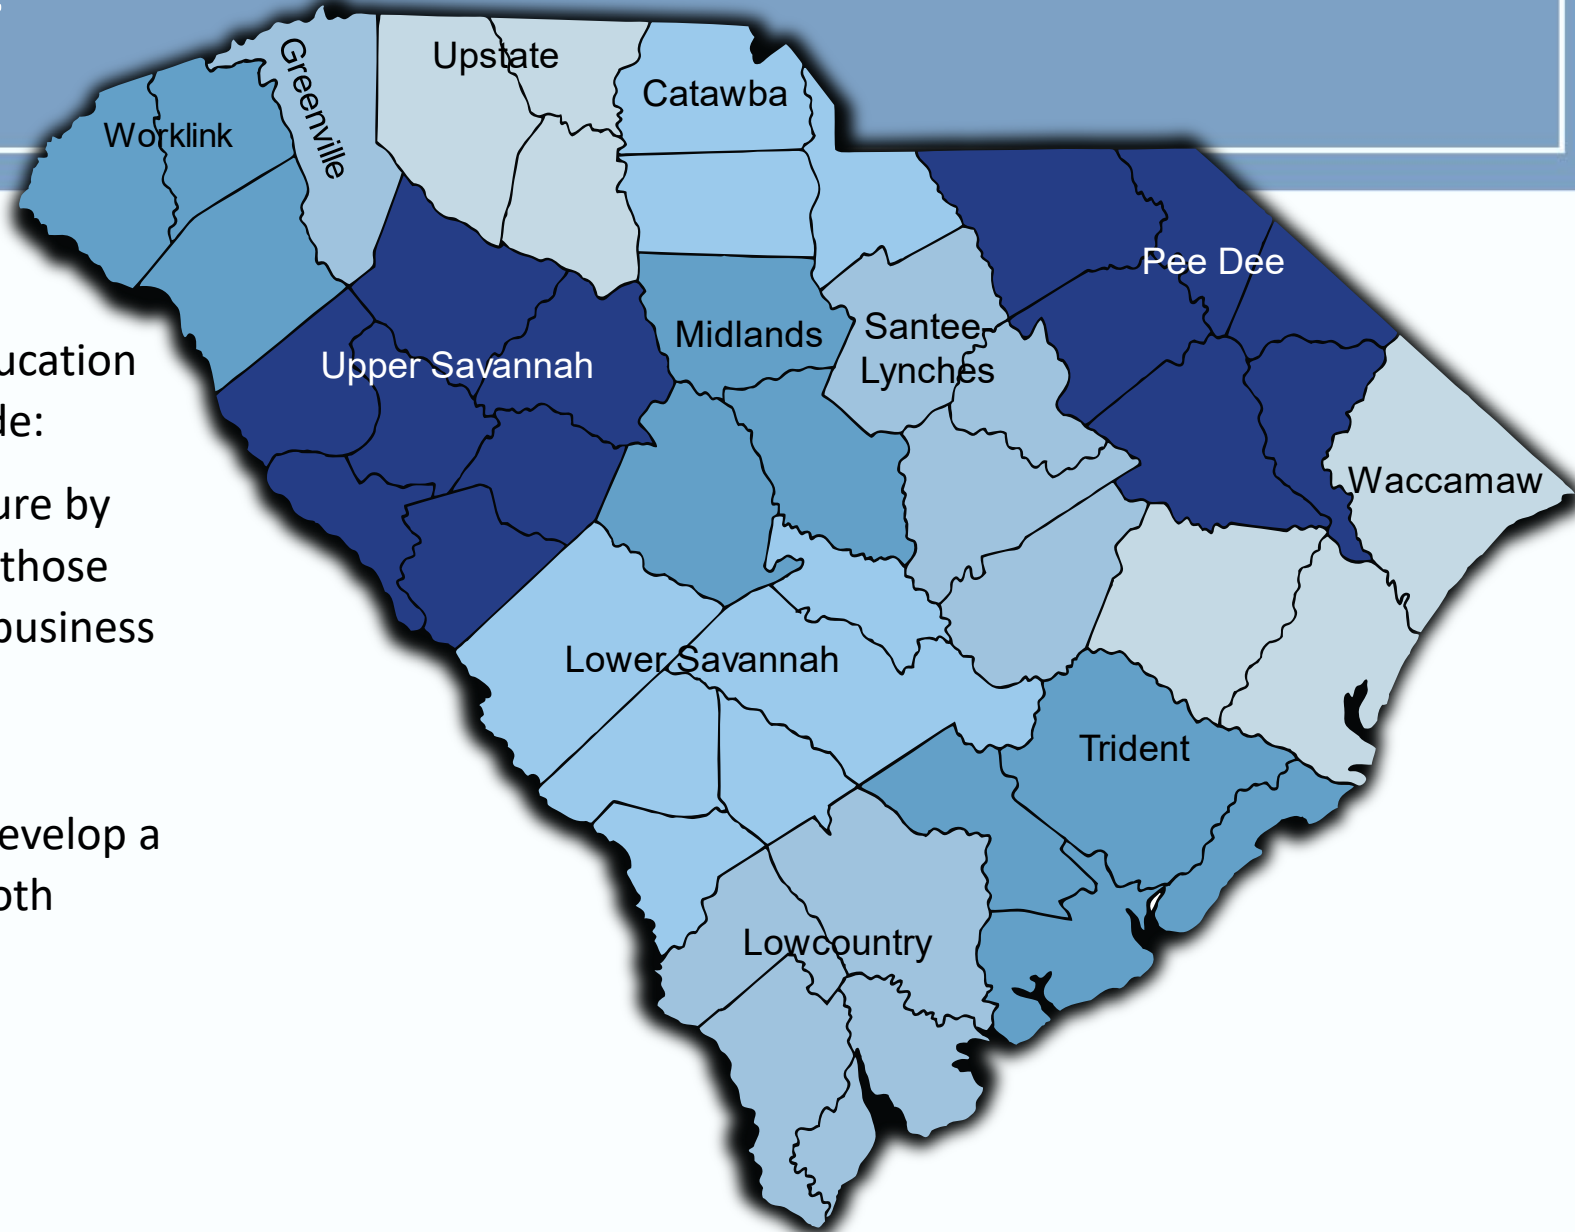 Greenville
Upstate
Catawba
Worklink
Pee Dee
Santee
Lynches
Midlands
Upper Savannah
Waccamaw
Lower Savannah
Trident
Lowcountry
ucation
de:
ure by
those
business
evelop a
oth